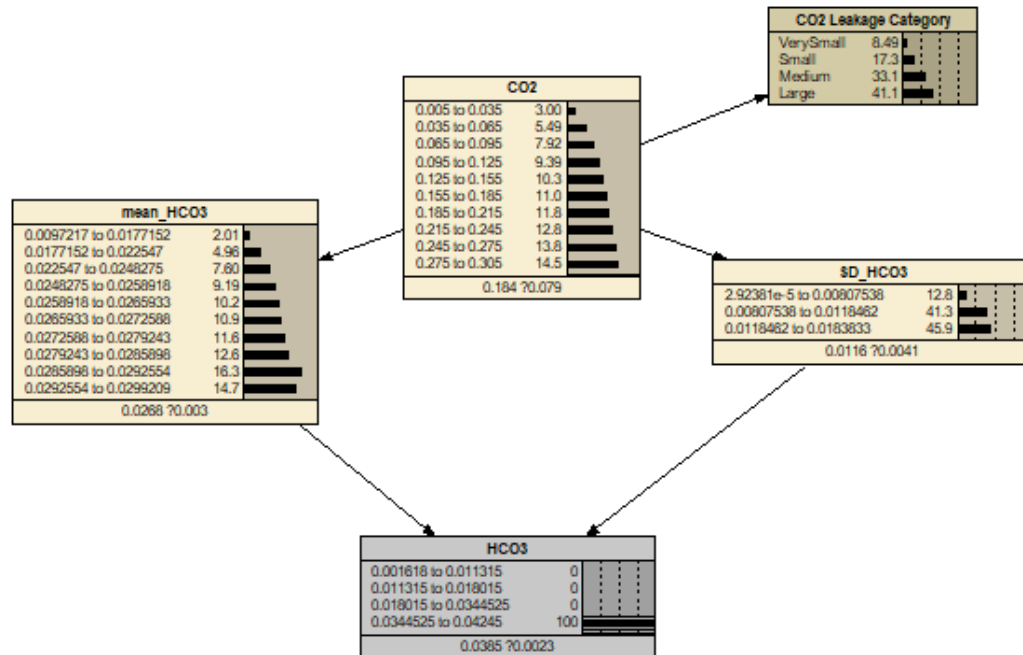 CO2 Leakage Category
VerySmall 8.49
Small 17.3
Medium 33.1
Large 41.1
CO2
0.005 to 0.035 3.00
0.035 to 0.065 5.49
0.065 to 0.095 7.92
0.095 to 0.125 9.39
0.125 to 0.155 10.3
0.155 to 0.185 11.0
0.185 to 0.215 11.8
0.215 to 0.245 12.8
0.245 to 0.275 13.8
0.275 to 0.305 14.5
0.184 ?0.079
mean_HCO3
0.0097217 to 0.0177152 2.01
0.0177152 to 0.022547 4.96
0.022547 to 0.0248275 7.60
0.0248275 to 0.0258918 9.19
0.0258918 to 0.0265933 10.2
0.0265933 to 0.0272588 10.9
0.0272588 to 0.0279243 11.6
0.0279243 to 0.0285898 12.6
0.0285898 to 0.0292554 16.3
0.0292554 to 0.0299209 14.7
0.0268 ?0.003
SD_HCO3
2.92381e-5 to 0.00807538 12.8
0.00807538 to 0.0118462 41.3
0.0118462 to 0.0183833 45.9
0.0116 ?0.0041
HCO3
0.001618 to 0.011315 0
0.011315 to 0.018015 0
0.018015 to 0.0344525 0
0.0344525 to 0.04245 100
0.0385 ?0.0023